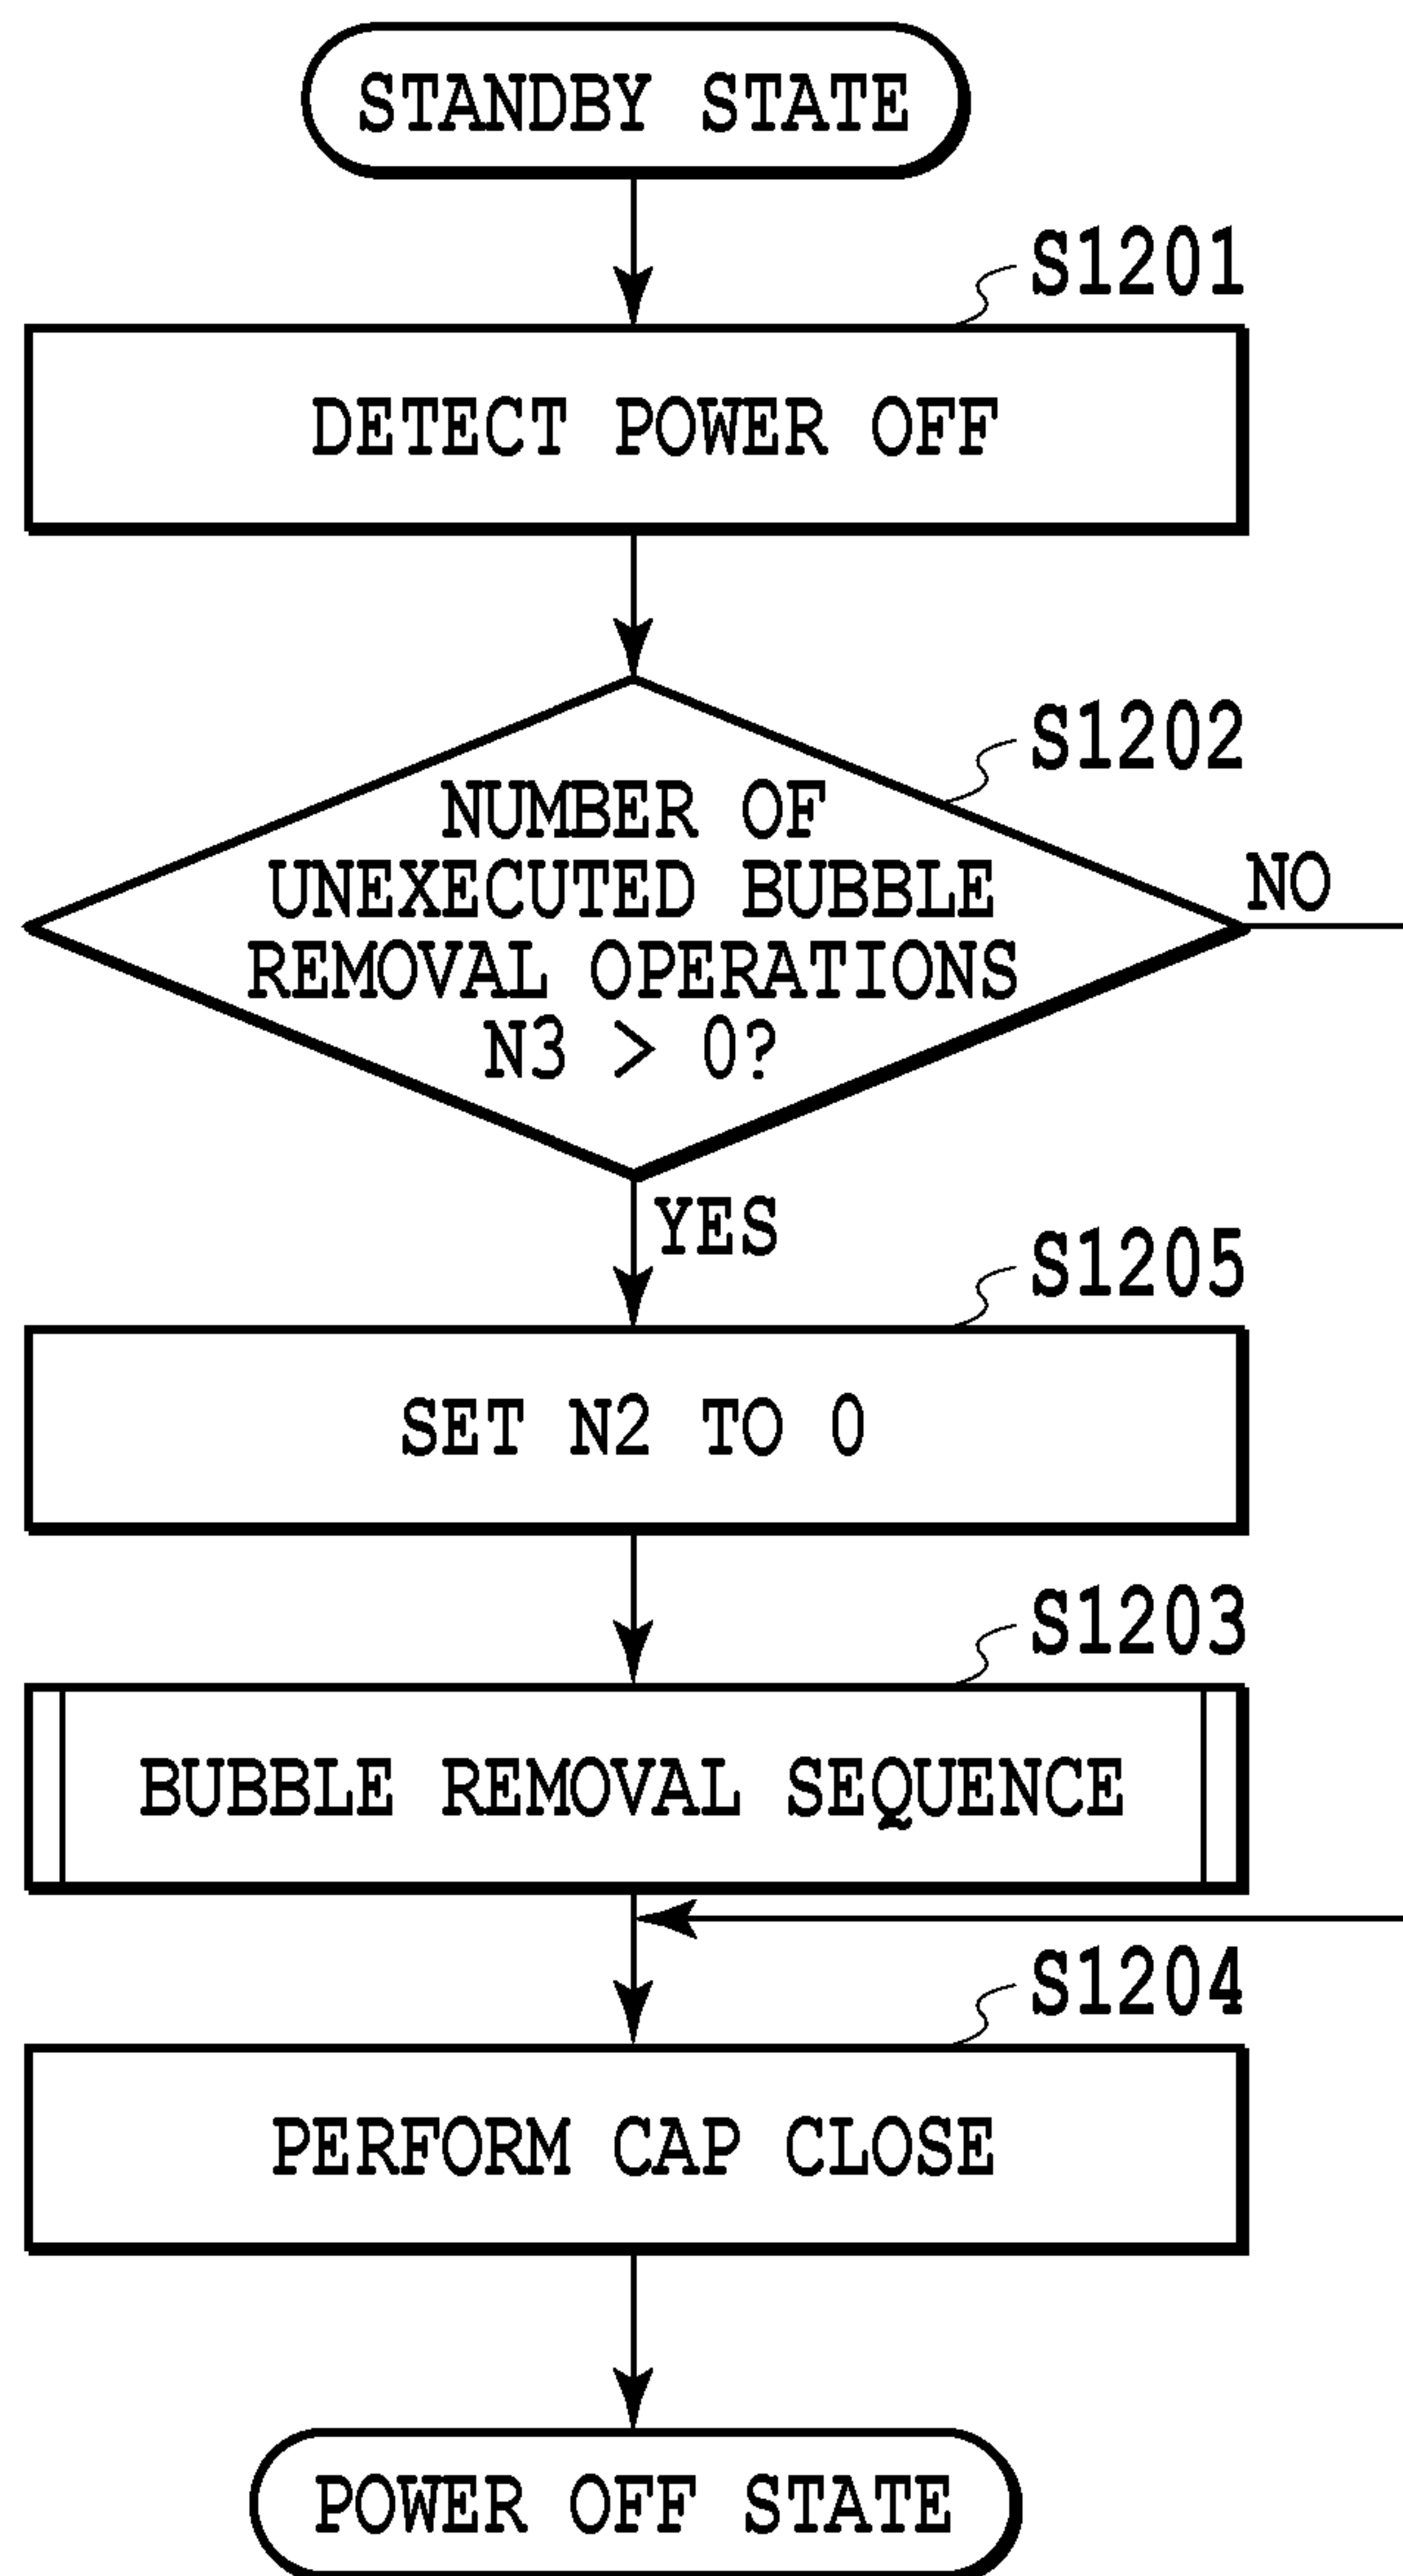 STANDBY STATE
S1201
DETECT POWER OFF
S1202
NUMBER OF
UNEXECUTED BUBBLE
REMOVAL OPERATIONS
N3 > 0?
NO
YES
S1205
SET N2 TO 0
S1203
BUBBLE REMOVAL SEQUENCE
S1204
PERFORM CAP CLOSE
POWER OFF STATE